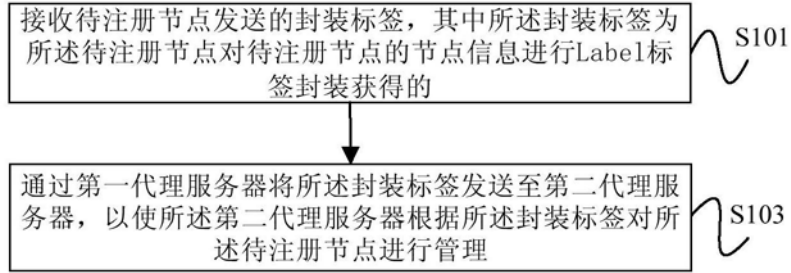 接收待注册节点发送的封装标签，其中所述封装标签为
所述待注册节点对待注册节点的节点信息进行Label标
签封装获得的
S101
通过第一代理服务器将所述封装标签发送至第二代理服
务器，以使所述第二代理服务器根据所述封装标签对所
述待注册节点进行管理
S103